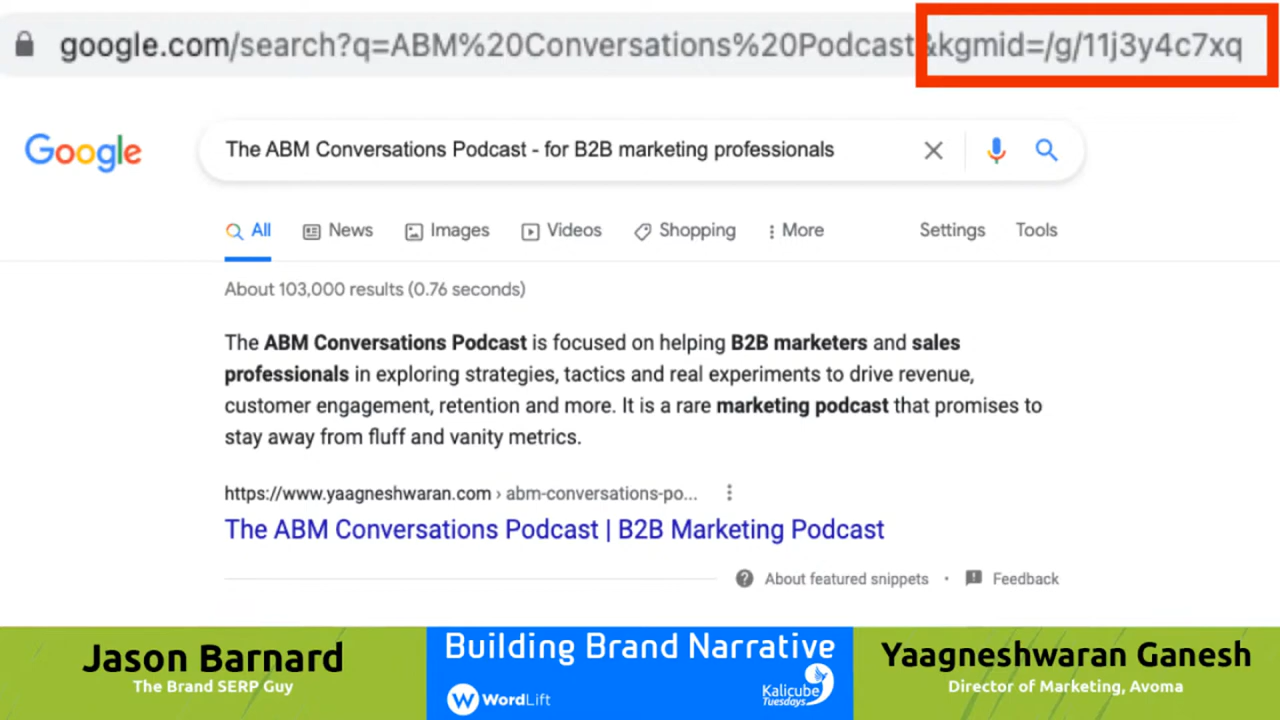 google.com/search?q=ABM%20Conversations%20Podcast&kgmid=/g/11j3y4c7xq
Google
The ABM Conversations Podcast - for B2B marketing professionals
All News Images Videos Shopping More Settings Tools
About 103,000 results (0.76 seconds)
The ABM Conversations Podcast is focused on helping B2B marketers and sales
professionals in exploring strategies, tactics and real experiments to drive revenue,
customer engagement, retention and more. It is a rare marketing podcast that promises to
stay away from fluff and vanity metrics.
https://www.yaagneshwaran.com › abm-conversations-po...
The ABM Conversations Podcast | B2B Marketing Podcast
About featured snippets • Feedback
Jason Barnard
The Brand SERP Guy
Building Brand Narrative
WordLift
Kalicube
Tuesdays
Yaagneshwaran Ganesh
Director of Marketing, Avoma